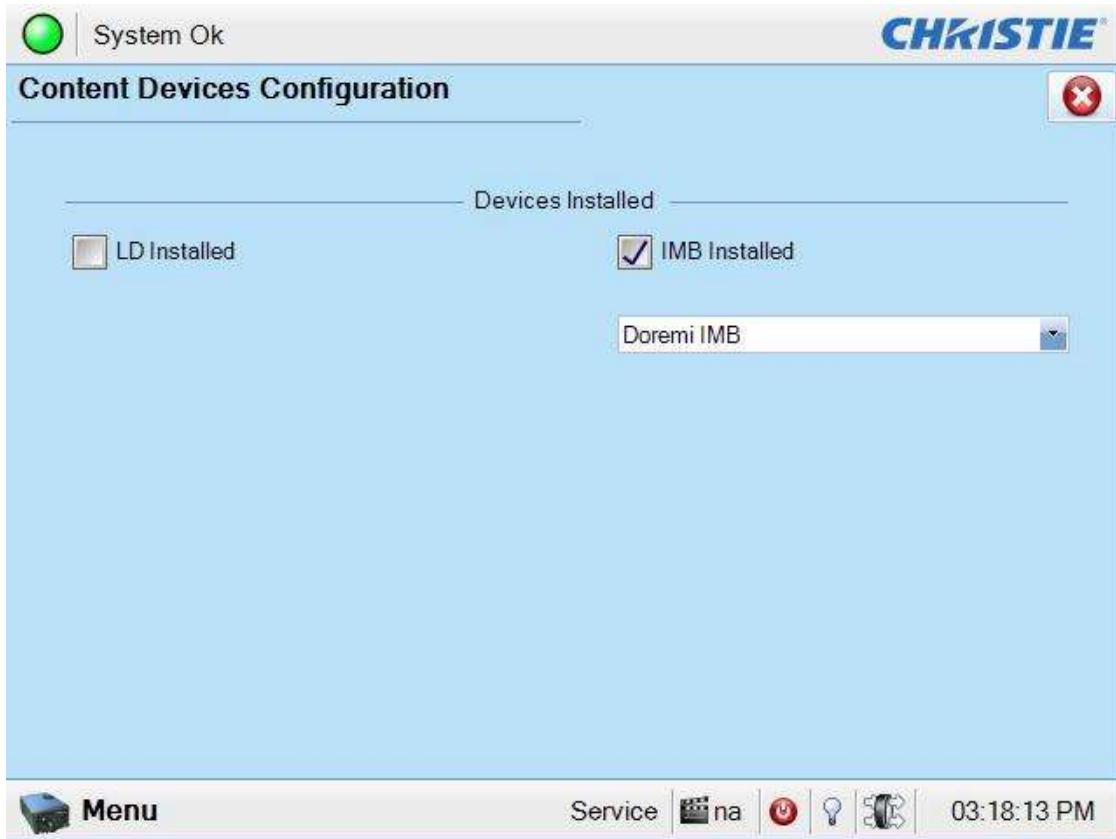 System Ok
CHRISTIE
Content Devices Configuration
Devices Installed
LD Installed
IMB Installed
Doremi IMB
Menu
Service
na
03:18:13 PM